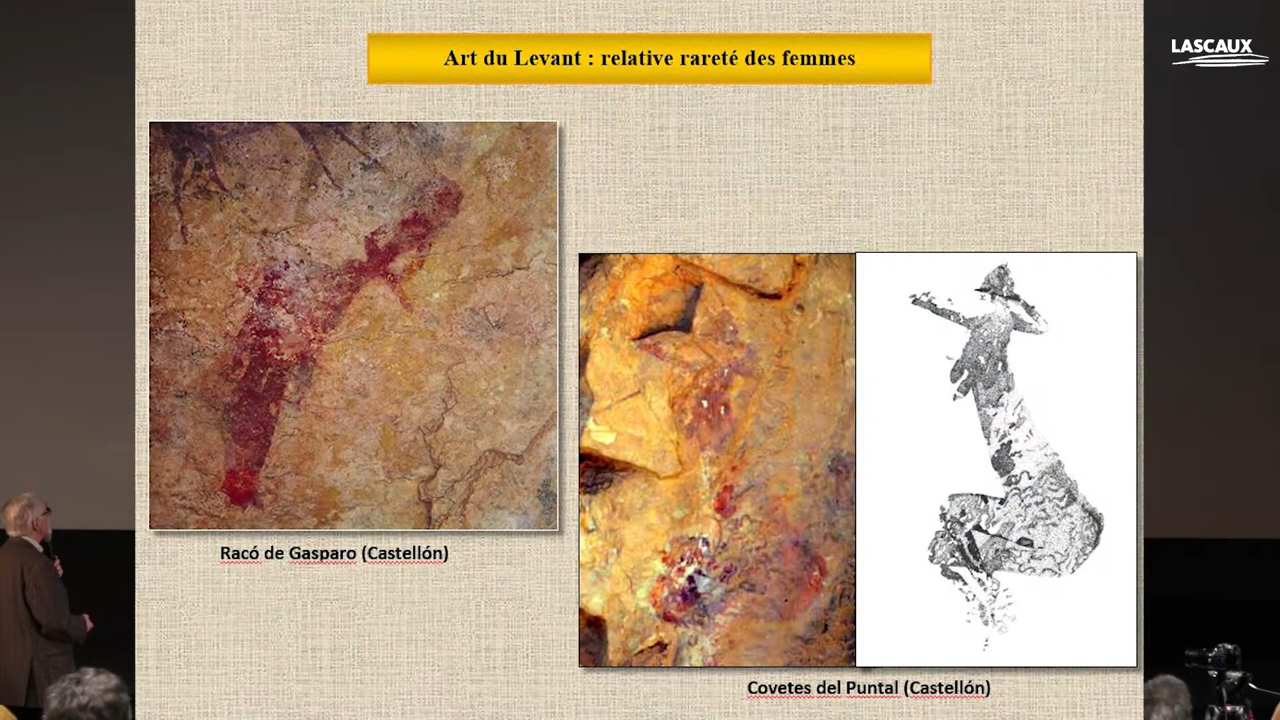 Art du Levant : relative rareté des femmes
LASCAUX
Racó de Gasparo (Castellón)
Covetes del Puntal (Castellón)